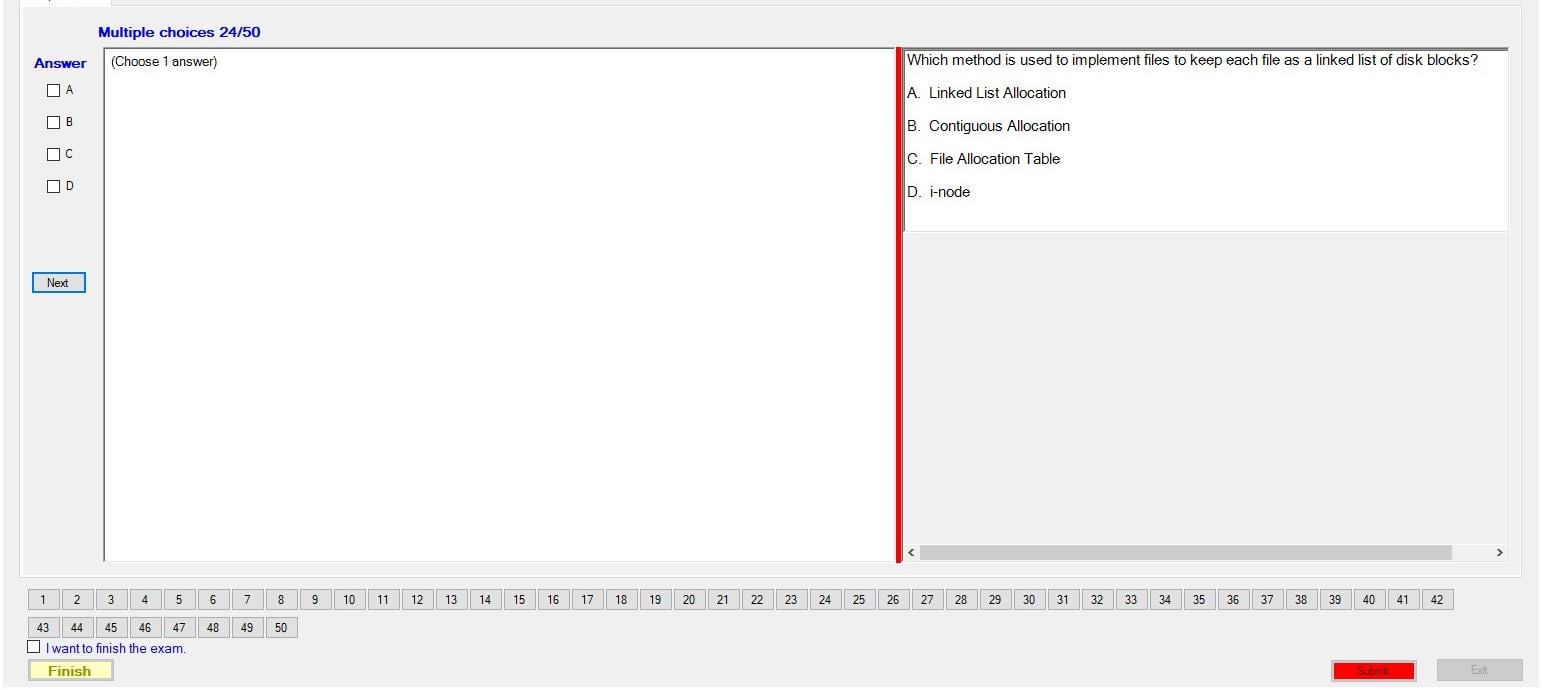 Multiple choices 24/50
Answer
(Choose 1 answer)
A
B
C
D
Next
Which method is used to implement files to keep each file as a linked list of disk blocks?
A. Linked List Allocation
B. Contiguous Allocation
C. File Allocation Table
D. i-node
1 2 3 4 5 6 7 8 9 10 11 12 13 14 15 16 17 18 19 20 21 22 23 24 25 26 27 28 29 30 31 32 33 34 35 36 37 38 39 40 41 42
43 44 45 46 47 48 49 50
I want to finish the exam.
Finish
Submit
Exit